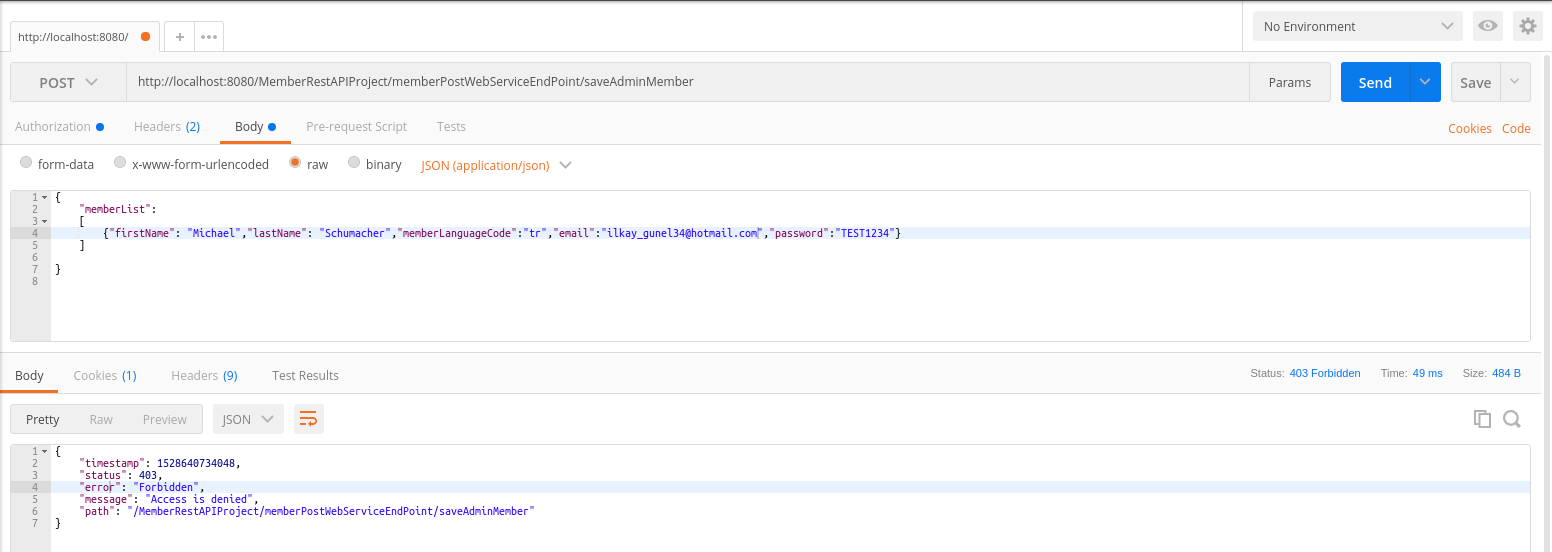 http://localhost:8080/
No Environment
POST http://localhost:8080/MemberRestAPIProject/memberPostWebServiceEndPoint/saveAdminMember Params Send Save
Authorization Headers (2) Body Pre-request Script Tests Cookies Code
form-data x-www-form-urlencoded raw binary JSON (application/json)
1 {
2 "memberList":
3 [
4 {"firstName": "Michael","lastName": "Schumacher","memberLanguageCode":"tr","email":"ilkay_gunel34@hotmail.com","password":"TEST1234"}
5 ]
6
7 }
8
Body Cookies (1) Headers (9) Test Results Status: 403 Forbidden Time: 49 ms Size: 484 B
Pretty Raw Preview JSON
1 {
2 "timestamp": 1528640734048,
3 "status": 403,
4 "error": "Forbidden",
5 "message": "Access is denied",
6 "path": "/MemberRestAPIProject/memberPostWebServiceEndPoint/saveAdminMember"
7 }